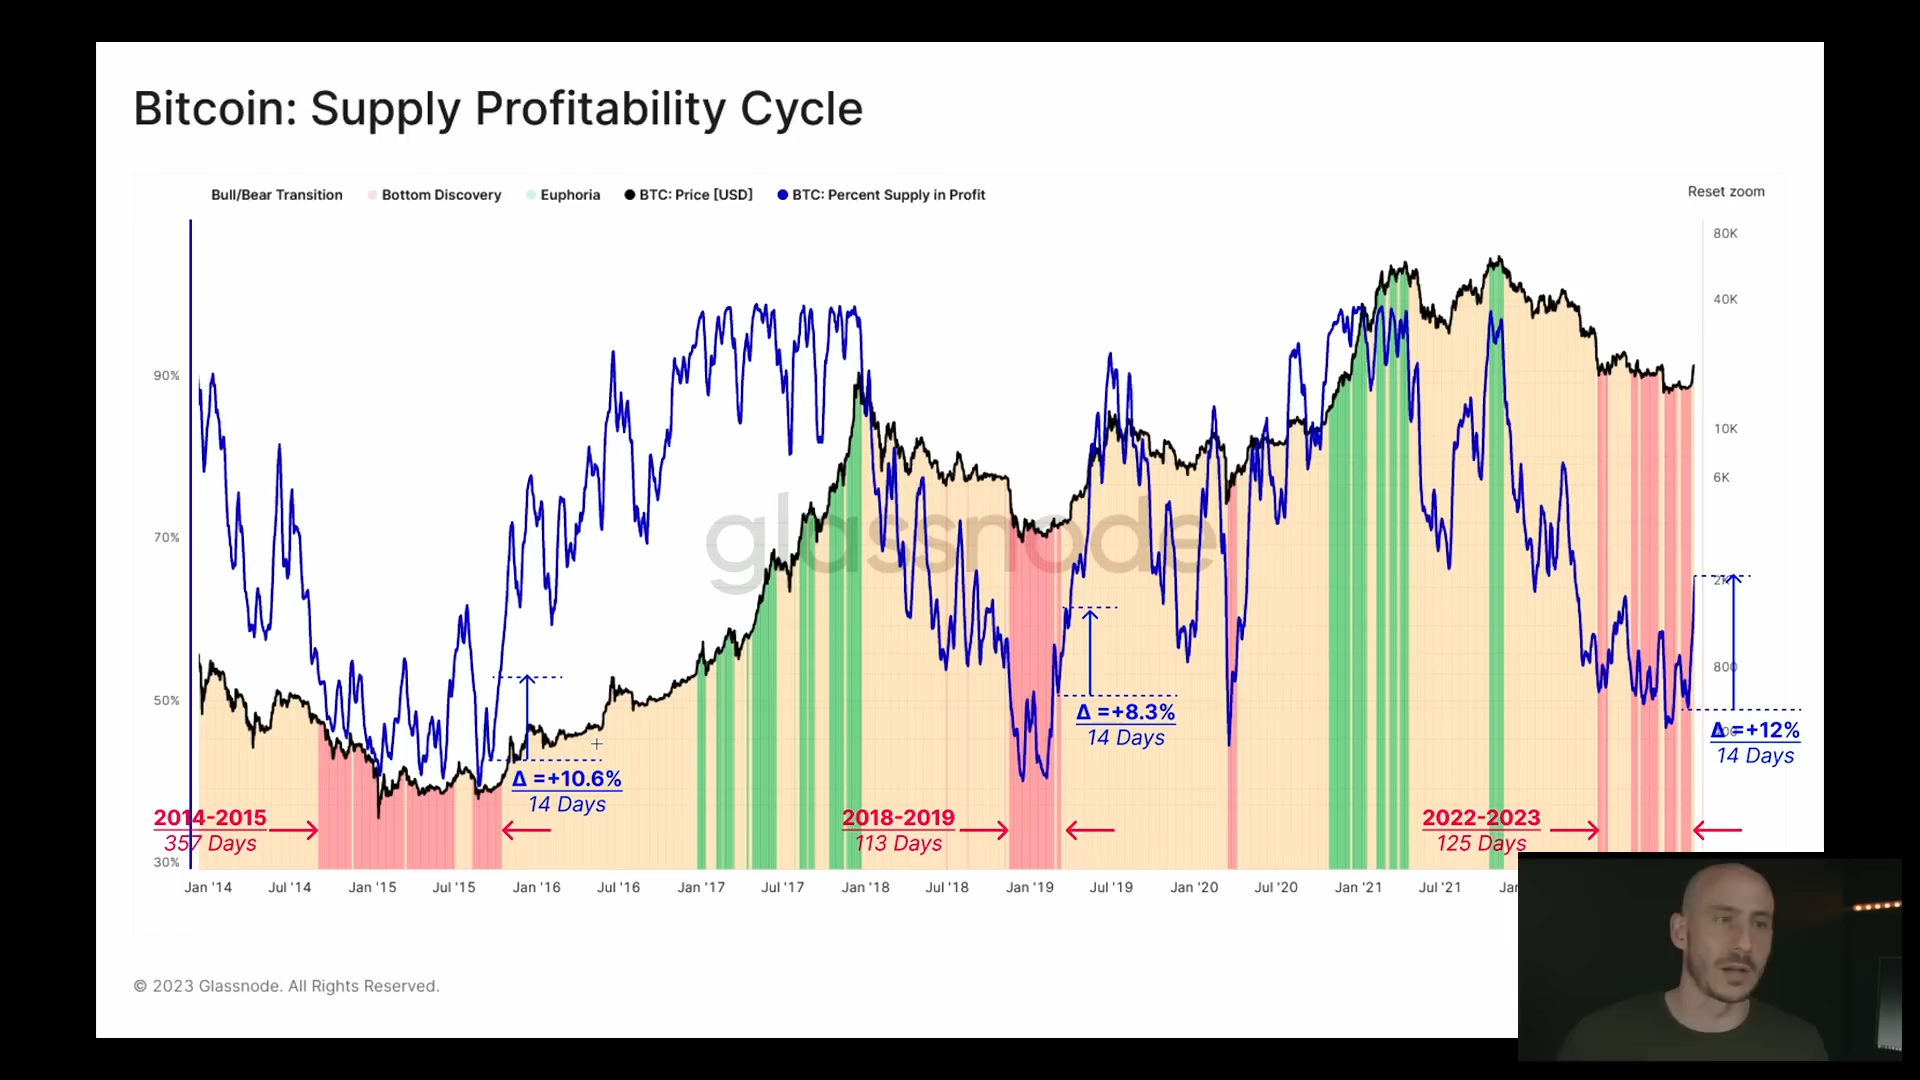 Bitcoin: Supply Profitability Cycle
Bull/Bear Transition Bottom Discovery Euphoria BTC: Price [USD] BTC: Percent Supply in Profit
Reset zoom
80K
40K
10K
6K
2K
800
90%
70%
50%
30%
glassnode
Δ =+10.6%
14 Days
Δ =+8.3%
14 Days
Δ =+12%
14 Days
2014-2015
357 Days
2018-2019
113 Days
2022-2023
125 Days
Jan '14 Jul '14 Jan '15 Jul '15 Jan '16 Jul '16 Jan '17 Jul '17 Jan '18 Jul '18 Jan '19 Jul '19 Jan '20 Jul '20 Jan '21 Jul '21
© 2023 Glassnode. All Rights Reserved.